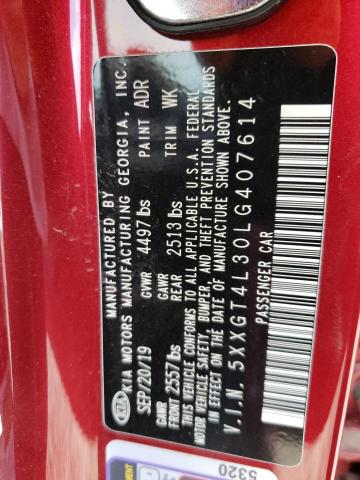 MANUFACTURED BY
KIA MOTORS MANUFACTURING GEORGIA, INC.
KIA
SEP/20/19 GVWR 4497 lbs PAINT ADR
GAWR FRONT 2557 lbs GAWR REAR 2513 lbs TRIM WK
THIS VEHICLE CONFORMS TO ALL APPLICABLE U.S.A. FEDERAL
MOTOR VEHICLE SAFETY, BUMPER, AND THEFT PREVENTION STANDARDS
IN EFFECT ON THE DATE OF MANUFACTURE SHOWN ABOVE.
V.I.N. 5XXGT4L30LG407614
PASSENGER CAR
5320